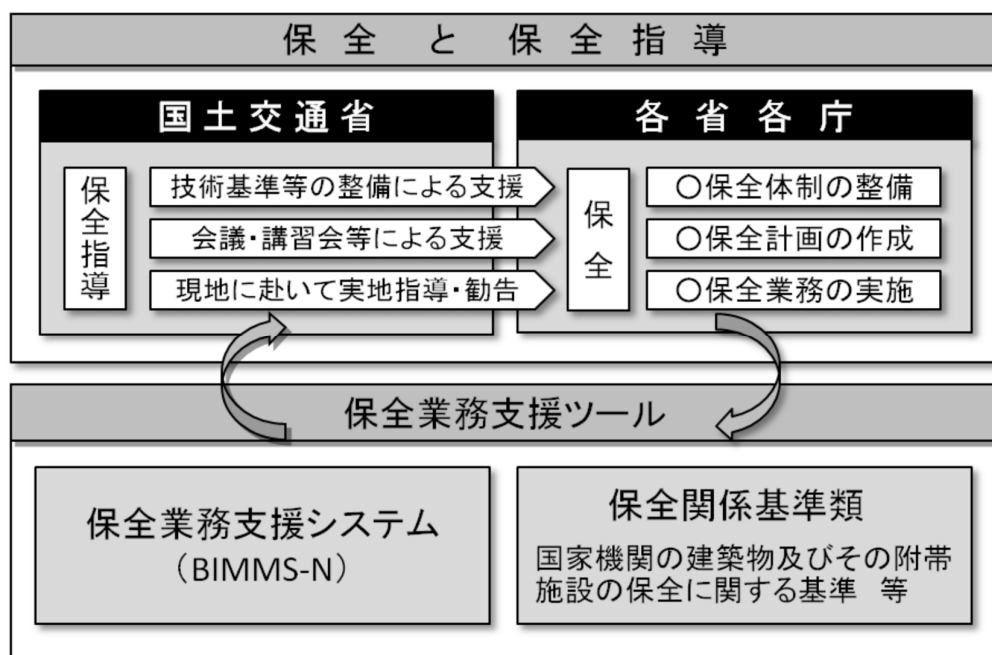 保全と保全指導
国土交通省
保全指導
技術基準等の整備による支援
会議・講習会等による支援
現地に赴いて実地指導・勧告
各省各庁
保全
〇保全体制の整備
〇保全計画の作成
〇保全業務の実施
保全業務支援ツール
保全業務支援システム
（BIMMS-N）
保全関係基準類
国家機関の建築物及びその附帯
施設の保全に関する基準　等